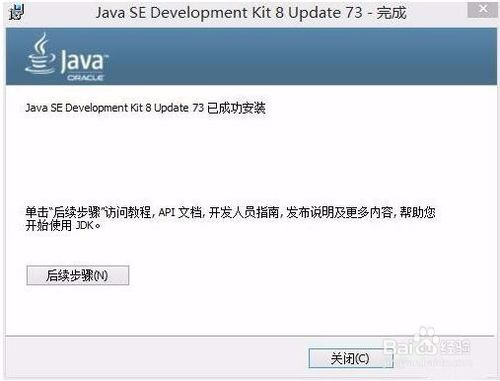 Java SE Development Kit 8 Update 73 - 完成
Java
ORACLE
Java SE Development Kit 8 Update 73 已成功安装
单击“后续步骤”访问教程, API 文档, 开发人员指南, 发布说明及更多内容, 帮助您
开始使用 JDK。
后续步骤(N)
关闭(C)
Baidu 经验